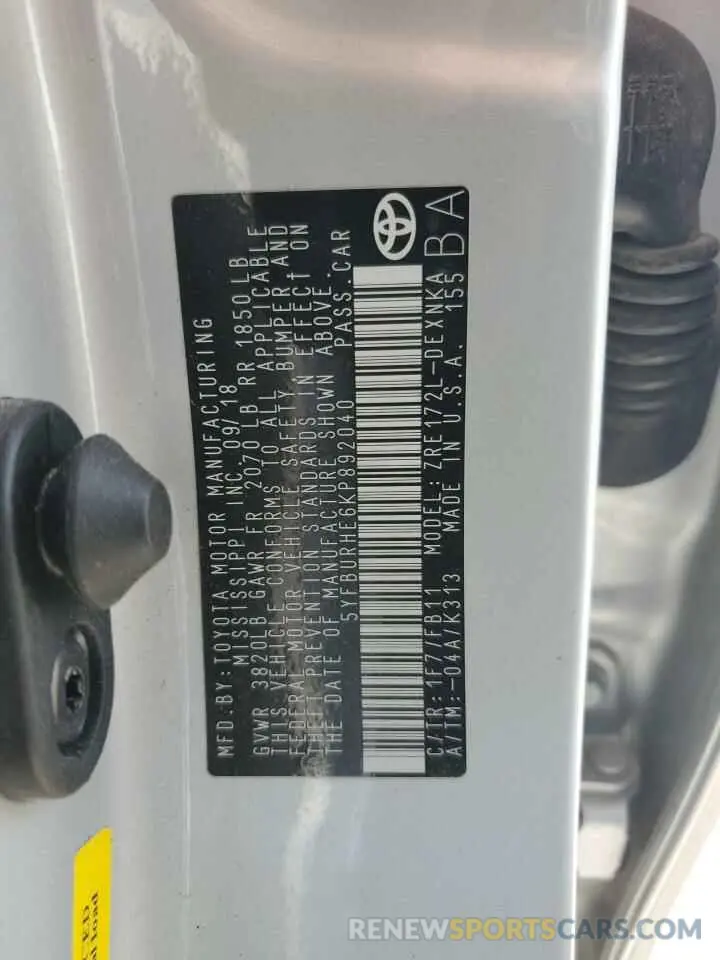 MFD.BY:TOYOTA MOTOR MANUFACTURING
MISSISSIPPI INC. 09/18
GVWR 3820LB GAWR FR 2070 LB RR 1850 LB
THIS VEHICLE CONFORMS TO ALL APPLICABLE
FEDERAL MOTOR VEHICLE SAFETY BUMPER AND
THEFT PREVENTION STANDARDS IN EFFECT ON
THE DATE OF MANUFACTURE SHOWN ABOVE.
5YFBURHE6KP892040 PASS.CAR
C/TR:1F7/FB11 MODEL:ZRE172L-DEXNKA
A/TM:-04A/K313 MADE IN U.S.A. 155
BA
RENEWSPORTSCARS.COM